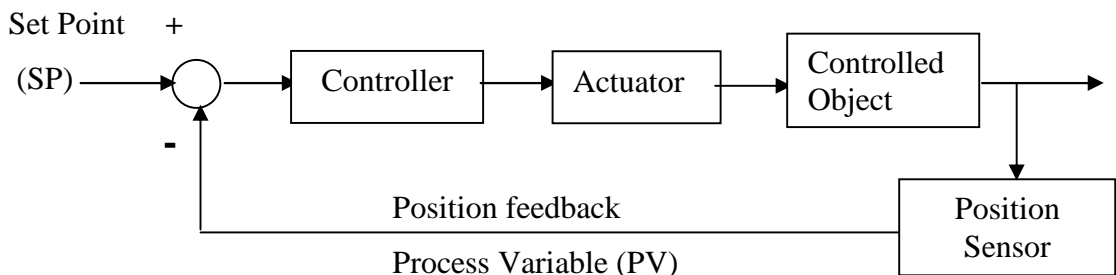 Set Point +
(SP)
Controller
Actuator
Controlled
Object
-
Position feedback
Process Variable (PV)
Position
Sensor